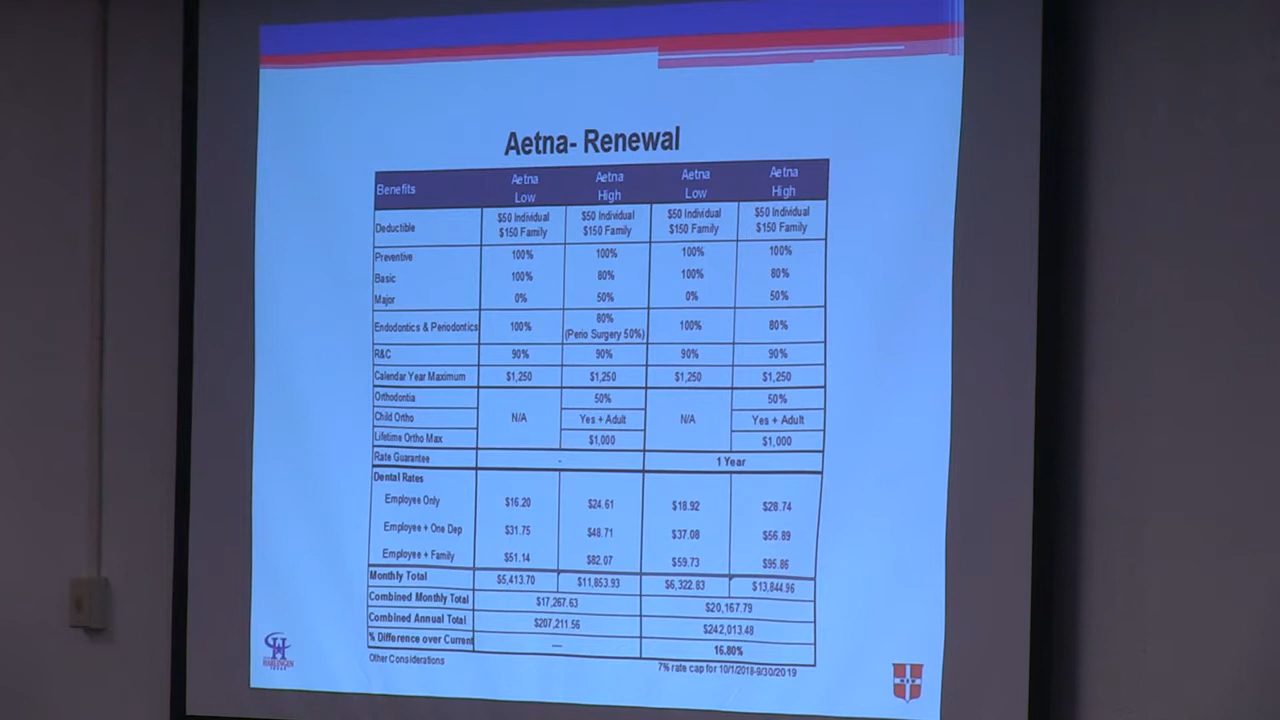 Aetna- Renewal
Benefits Aetna Low Aetna High Aetna Low Aetna High
Deductible $50 Individual $150 Family $50 Individual $150 Family $50 Individual $150 Family $50 Individual $150 Family
Preventive 100% 100% 100% 100%
Basic 100% 80% 100% 80%
Major 0% 50% 0% 50%
Endodontics & Periodontics 100% 80% (Perio Surgery 50%) 100% 80%
R&C 90% 90% 90% 90%
Calendar Year Maximum $1,250 $1,250 $1,250 $1,250
Orthodontia N/A 50% N/A 50%
Child Ortho Yes + Adult Yes + Adult
Lifetime Ortho Max $1,000 $1,000
Rate Guarantee - 1 Year
Dental Rates
Employee Only $16.20 $24.61 $18.92 $28.74
Employee + One Dep $31.75 $48.71 $37.08 $56.89
Employee + Family $51.14 $82.07 $59.73 $95.86
Monthly Total $5,413.70 $11,853.93 $6,322.83 $13,844.96
Combined Monthly Total $17,267.63 $20,167.79
Combined Annual Total $207,211.56 $242,013.48
% Difference over Current — 16.80%
Other Considerations 7% rate cap for 10/1/2018-9/30/2019
HARLINGEN
TEXAS